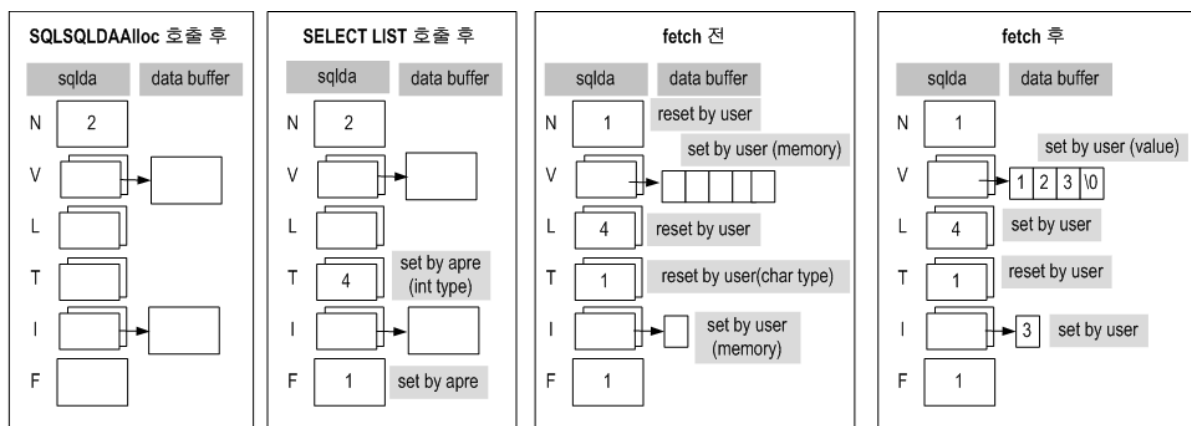 SQLSQLDAAlloc 호출 후
sqlda data buffer
N 2
V
L
T
I
F
SELECT LIST 호출 후
sqlda data buffer
N 2
V
L
T 4 set by apre
(int type)
I
F 1 set by apre
fetch 전
sqlda data buffer
N 1 reset by user
set by user (memory)
V
L 4 reset by user
T 1 reset by user(char type)
I set by user
(memory)
F 1
fetch 후
sqlda data buffer
N 1
set by user (value)
V 1 2 3 \0
L 4 set by user
T 1 reset by user
I 3 set by user
F 1